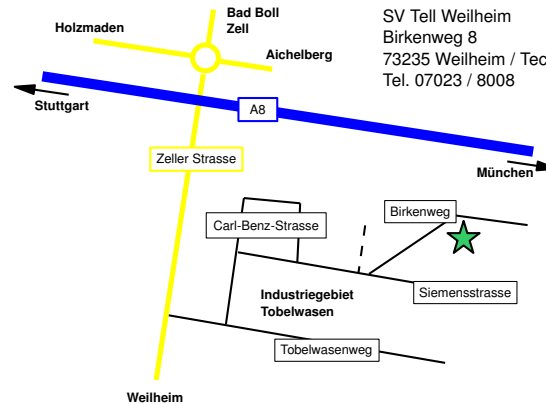 Bad Boll
Zell
Holzmaden
Aichelberg
SV Tell Weilheim
Birkenweg 8
73235 Weilheim / Tec
Tel. 07023 / 8008
Stuttgart
A8
München
Zeller Strasse
Birkenweg
Carl-Benz-Strasse
Siemensstrasse
Industriegebiet
Tobelwasen
Tobelwasenweg
Weilheim